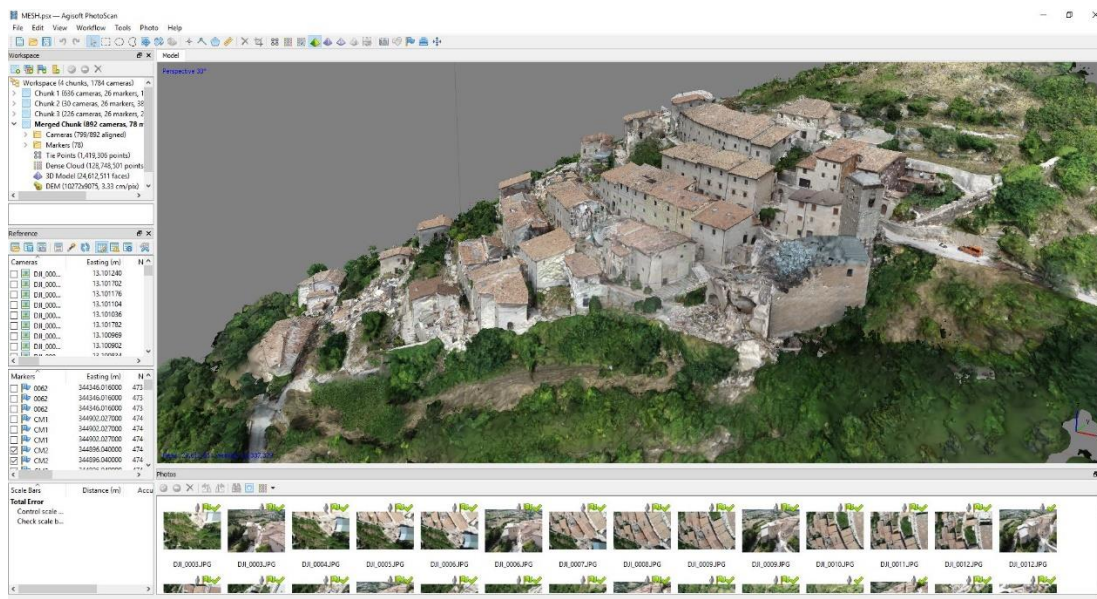 MESH.psx — Agisoft PhotoScan
File Edit View Workflow Tools Photo Help
Workspace
Model
Perspective 30°
Workspace (4 chunks, 1784 cameras)
Chunk 1 (636 cameras, 26 markers, 1
Chunk 2 (30 cameras, 26 markers, 38
Chunk 3 (226 cameras, 26 markers, 2
Merged Chunk (892 cameras, 78 m
Cameras (799/892 aligned)
Markers (78)
Tie Points (1,419,306 points)
Dense Cloud (128,748,501 points
3D Model (24,612,511 faces)
DEM (10272x9075, 3.33 cm/pix)
Reference
Cameras Easting (m) N
DJI_000... 13.101240
DJI_000... 13.101702
DJI_000... 13.101176
DJI_000... 13.101104
DJI_000... 13.101036
DJI_000... 13.101782
DJI_000... 13.100969
DJI_000... 13.100902
DJI_000... 13.100834
Markers Easting (m) N
0062 344346.016000 473
0062 344346.016000 473
0062 344346.016000 473
CM1 344902.027000 474
CM1 344902.027000 474
CM1 344902.027000 474
CM2 344896.040000 474
CM2 344896.040000 474
Scale Bars Distance (m) Accu
Total Error
Control scale ...
Check scale b...
Photos
DJI_0003.JPG DJI_0003.JPG DJI_0004.JPG DJI_0005.JPG DJI_0006.JPG DJI_0006.JPG DJI_0007.JPG DJI_0008.JPG DJI_0009.JPG DJI_0009.JPG DJI_0010.JPG DJI_0011.JPG DJI_0012.JPG DJI_0012.JPG